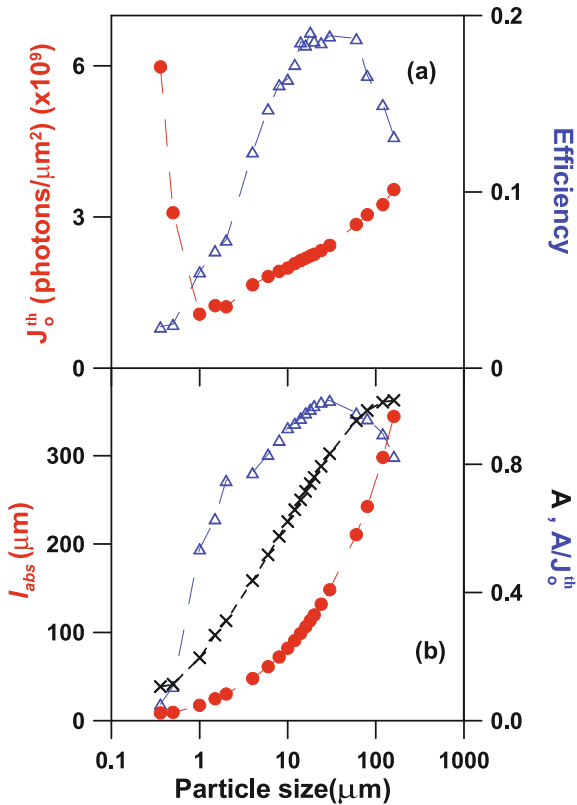 0.2
(a)
6
3
0
0.1
0
J_o^th (photons/μm²) (x10⁹)
Efficiency
300
200
100
0
0.8
0.4
0.0
l_abs (μm)
A , A/J_o^th
(b)
0.1 1 10 100 1000
Particle size(μm)